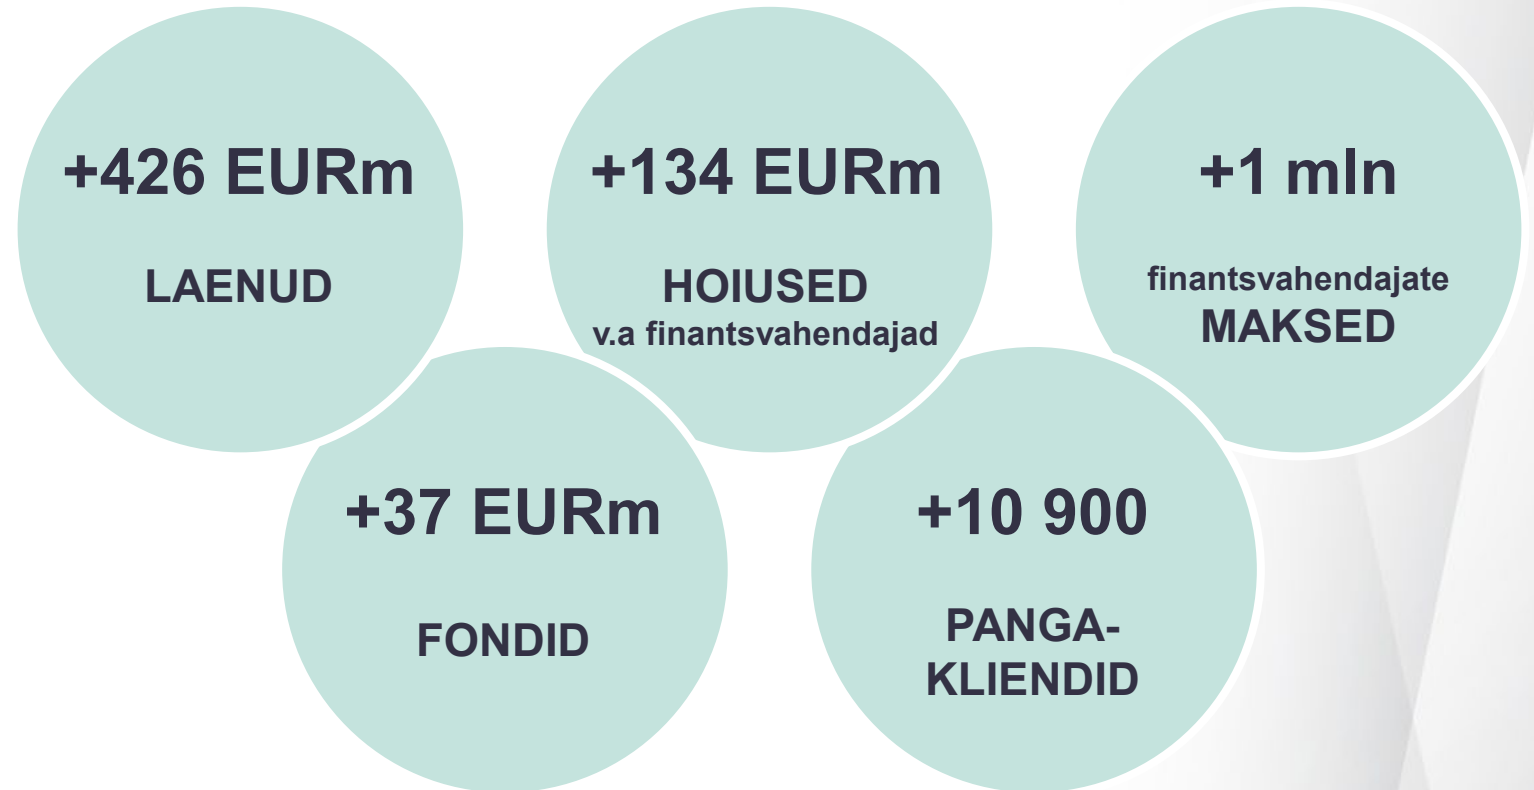 +426 EURm
LAENUD
+134 EURm
HOIUSED
v.a finantsvahendajad
+1 mln
finantsvahendajate
MAKSED
+37 EURm
FONDID
+10 900
PANGA-
KLIENDID